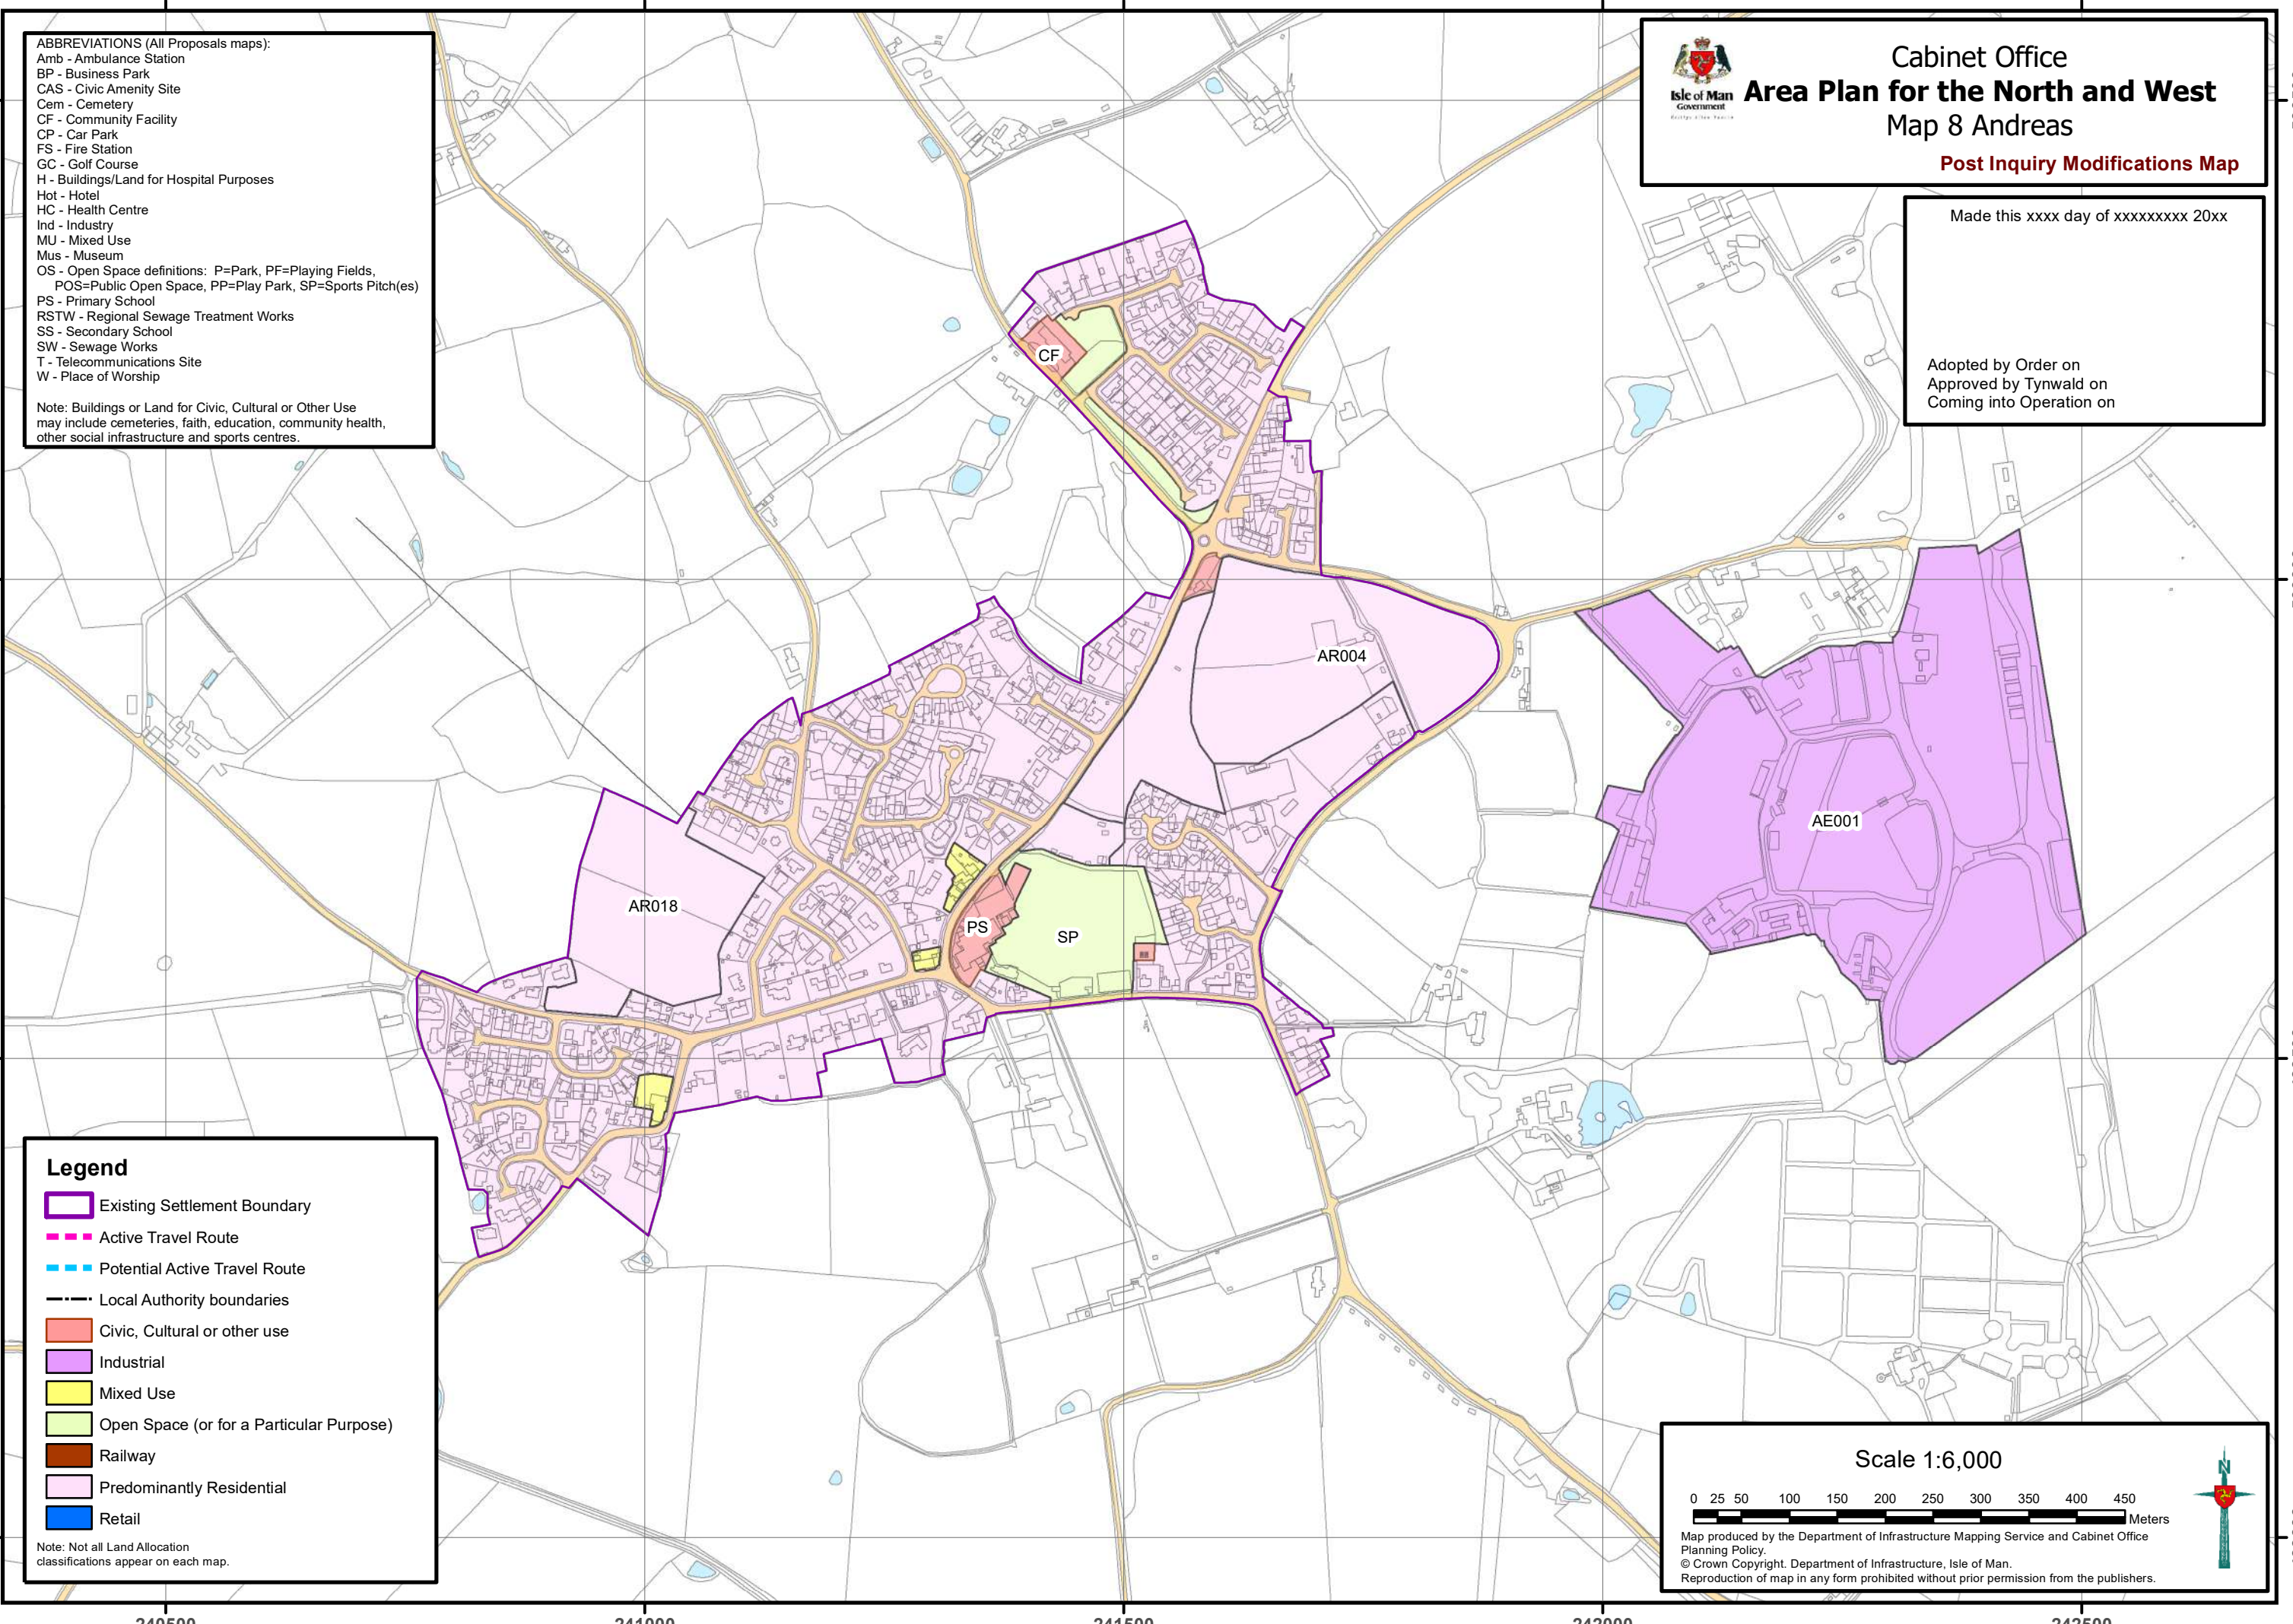 ABBREVIATIONS (All Proposals maps):
Amb - Ambulance Station
BP - Business Park
CAS - Civic Amenity Site
Cem - Cemetery
CF - Community Facility
CP - Car Park
FS - Fire Station
GC - Golf Course
H - Buildings/Land for Hospital Purposes
Hot - Hotel
HC - Health Centre
Ind - Industry
MU - Mixed Use
Mus - Museum
OS - Open Space definitions: P=Park, PF=Playing Fields,
POS=Public Open Space, PP=Play Park, SP=Sports Pitch(es)
PS - Primary School
RSTW - Regional Sewage Treatment Works
SS - Secondary School
SW - Sewage Works
T - Telecommunications Site
W - Place of Worship
Note: Buildings or Land for Civic, Cultural or Other Use
may include cemeteries, faith, education, community health,
other social infrastructure and sports centres.
Isle of Man
Government
Cabinet Office
Area Plan for the North and West
Map 8 Andreas
Post Inquiry Modifications Map
Made this xxxx day of xxxxxxxxx 20xx
Adopted by Order on
Approved by Tynwald on
Coming into Operation on
CF
AR004
AE001
AR018
PS
SP
Legend
Existing Settlement Boundary
Active Travel Route
Potential Active Travel Route
Local Authority boundaries
Civic, Cultural or other use
Industrial
Mixed Use
Open Space (or for a Particular Purpose)
Railway
Predominantly Residential
Retail
Note: Not all Land Allocation
classifications appear on each map.
Scale 1:6,000
0 25 50 100 150 200 250 300 350 400 450
Meters
N
Map produced by the Department of Infrastructure Mapping Service and Cabinet Office
Planning Policy.
© Crown Copyright. Department of Infrastructure, Isle of Man.
Reproduction of map in any form prohibited without prior permission from the publishers.
240500 241000 241500 242000 242500